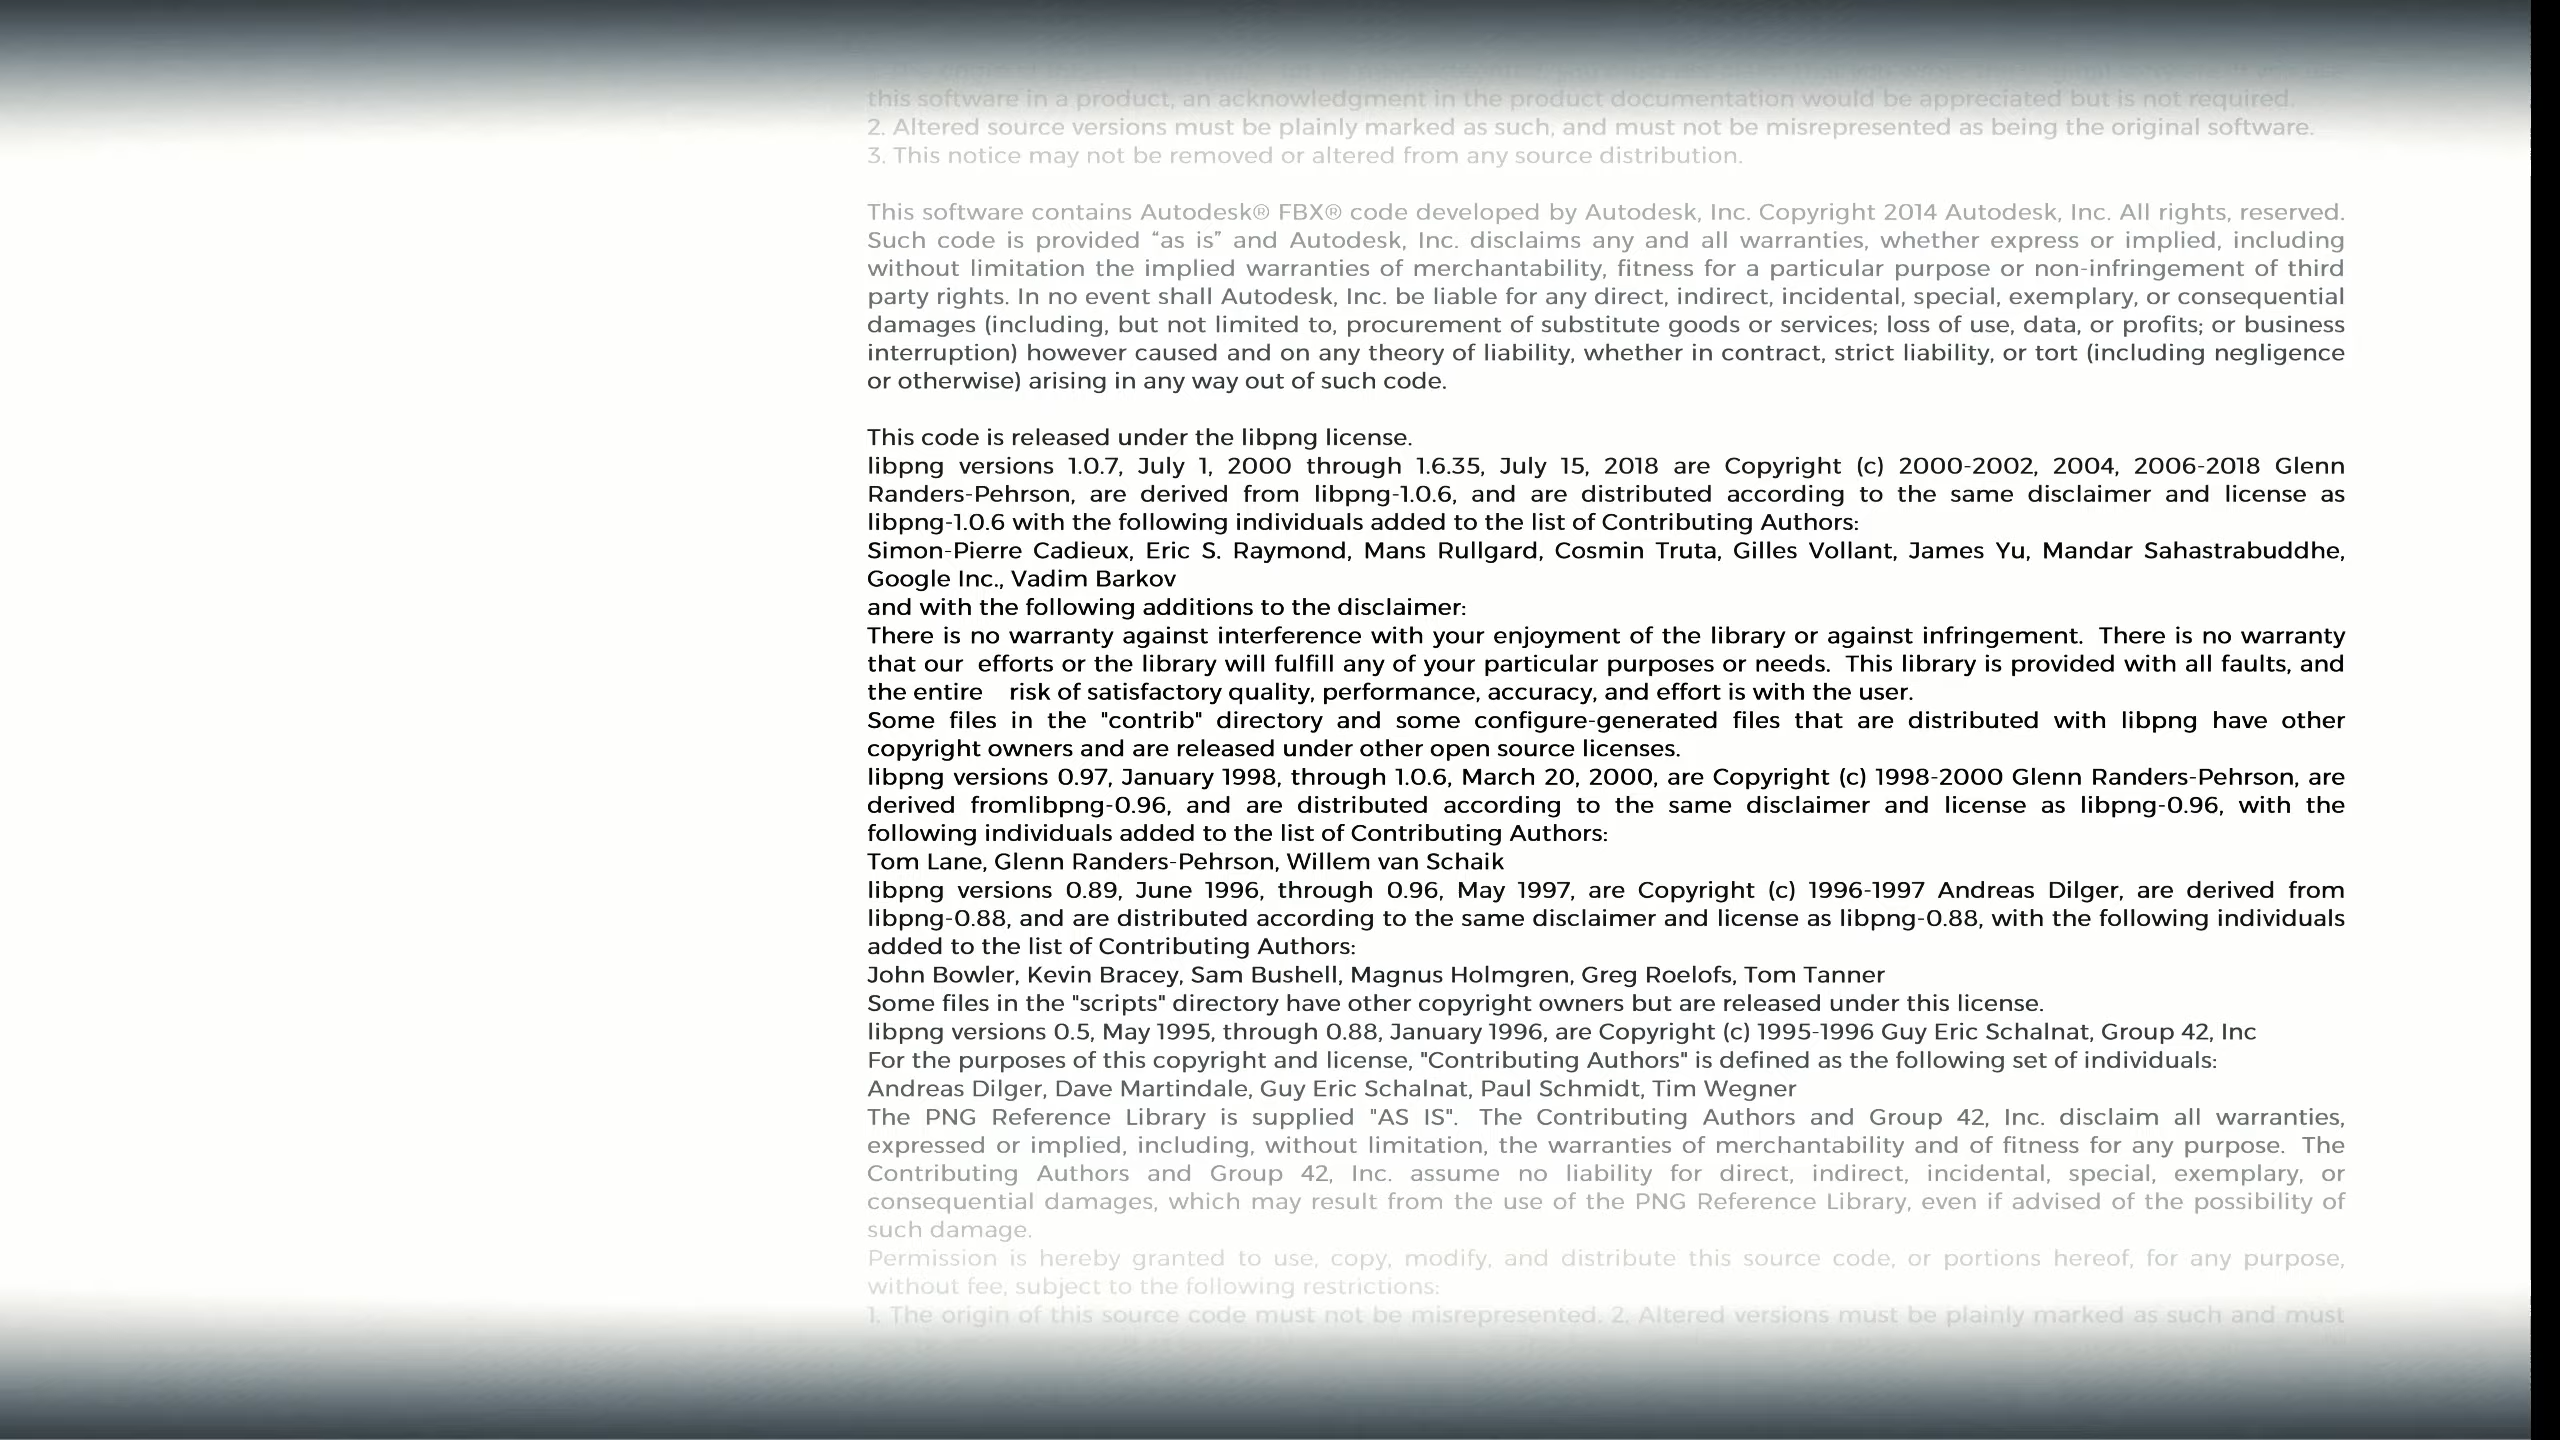 this software in a product, an acknowledgment in the product documentation would be appreciated but is not required.
2. Altered source versions must be plainly marked as such, and must not be misrepresented as being the original software.
3. This notice may not be removed or altered from any source distribution.
This software contains Autodesk® FBX® code developed by Autodesk, Inc. Copyright 2014 Autodesk, Inc. All rights, reserved.
Such code is provided “as is” and Autodesk, Inc. disclaims any and all warranties, whether express or implied, including
without limitation the implied warranties of merchantability, fitness for a particular purpose or non-infringement of third
party rights. In no event shall Autodesk, Inc. be liable for any direct, indirect, incidental, special, exemplary, or consequential
damages (including, but not limited to, procurement of substitute goods or services; loss of use, data, or profits; or business
interruption) however caused and on any theory of liability, whether in contract, strict liability, or tort (including negligence
or otherwise) arising in any way out of such code.
This code is released under the libpng license.
libpng versions 1.0.7, July 1, 2000 through 1.6.35, July 15, 2018 are Copyright (c) 2000-2002, 2004, 2006-2018 Glenn
Randers-Pehrson, are derived from libpng-1.0.6, and are distributed according to the same disclaimer and license as
libpng-1.0.6 with the following individuals added to the list of Contributing Authors:
Simon-Pierre Cadieux, Eric S. Raymond, Mans Rullgard, Cosmin Truta, Gilles Vollant, James Yu, Mandar Sahastrabuddhe,
Google Inc., Vadim Barkov
and with the following additions to the disclaimer:
There is no warranty against interference with your enjoyment of the library or against infringement. There is no warranty
that our efforts or the library will fulfill any of your particular purposes or needs. This library is provided with all faults, and
the entire risk of satisfactory quality, performance, accuracy, and effort is with the user.
Some files in the "contrib" directory and some configure-generated files that are distributed with libpng have other
copyright owners and are released under other open source licenses.
libpng versions 0.97, January 1998, through 1.0.6, March 20, 2000, are Copyright (c) 1998-2000 Glenn Randers-Pehrson, are
derived fromlibpng-0.96, and are distributed according to the same disclaimer and license as libpng-0.96, with the
following individuals added to the list of Contributing Authors:
Tom Lane, Glenn Randers-Pehrson, Willem van Schaik
libpng versions 0.89, June 1996, through 0.96, May 1997, are Copyright (c) 1996-1997 Andreas Dilger, are derived from
libpng-0.88, and are distributed according to the same disclaimer and license as libpng-0.88, with the following individuals
added to the list of Contributing Authors:
John Bowler, Kevin Bracey, Sam Bushell, Magnus Holmgren, Greg Roelofs, Tom Tanner
Some files in the "scripts" directory have other copyright owners but are released under this license.
libpng versions 0.5, May 1995, through 0.88, January 1996, are Copyright (c) 1995-1996 Guy Eric Schalnat, Group 42, Inc
For the purposes of this copyright and license, "Contributing Authors" is defined as the following set of individuals:
Andreas Dilger, Dave Martindale, Guy Eric Schalnat, Paul Schmidt, Tim Wegner
The PNG Reference Library is supplied "AS IS". The Contributing Authors and Group 42, Inc. disclaim all warranties,
expressed or implied, including, without limitation, the warranties of merchantability and of fitness for any purpose. The
Contributing Authors and Group 42, Inc. assume no liability for direct, indirect, incidental, special, exemplary, or
consequential damages, which may result from the use of the PNG Reference Library, even if advised of the possibility of
such damage.
Permission is hereby granted to use, copy, modify, and distribute this source code, or portions hereof, for any purpose,
without fee, subject to the following restrictions:
1. The origin of this source code must not be misrepresented. 2. Altered versions must be plainly marked as such and must